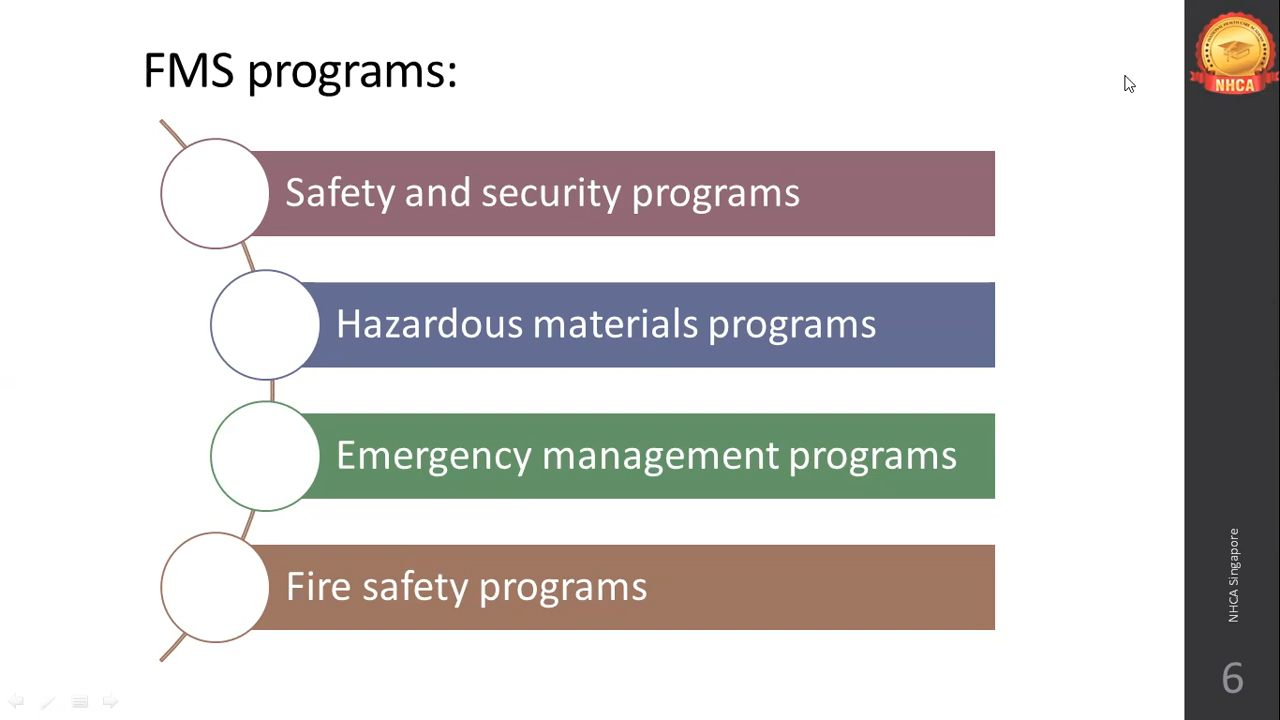 FMS programs:
Safety and security programs
Hazardous materials programs
Emergency management programs
Fire safety programs
NHCA
NHCA Singapore
6